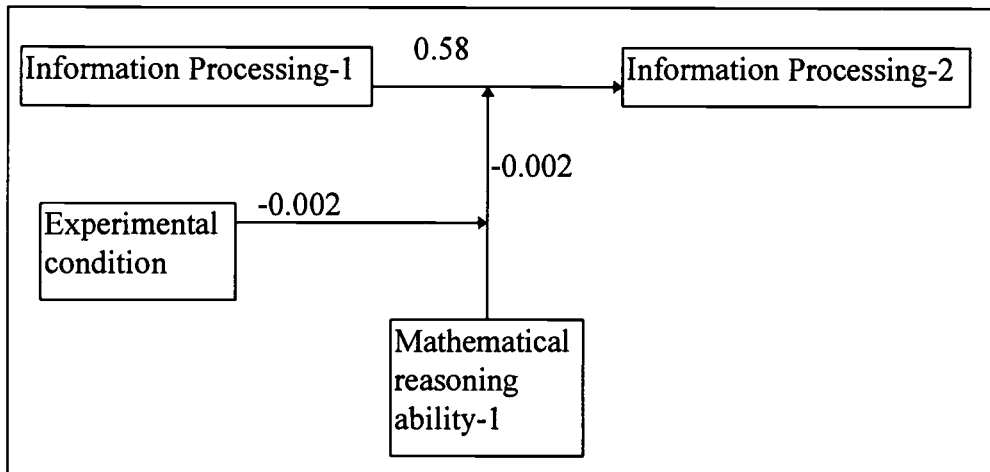 0.58
Information Processing-1
Information Processing-2
-0.002
-0.002
Experimental
condition
Mathematical
reasoning
ability-1